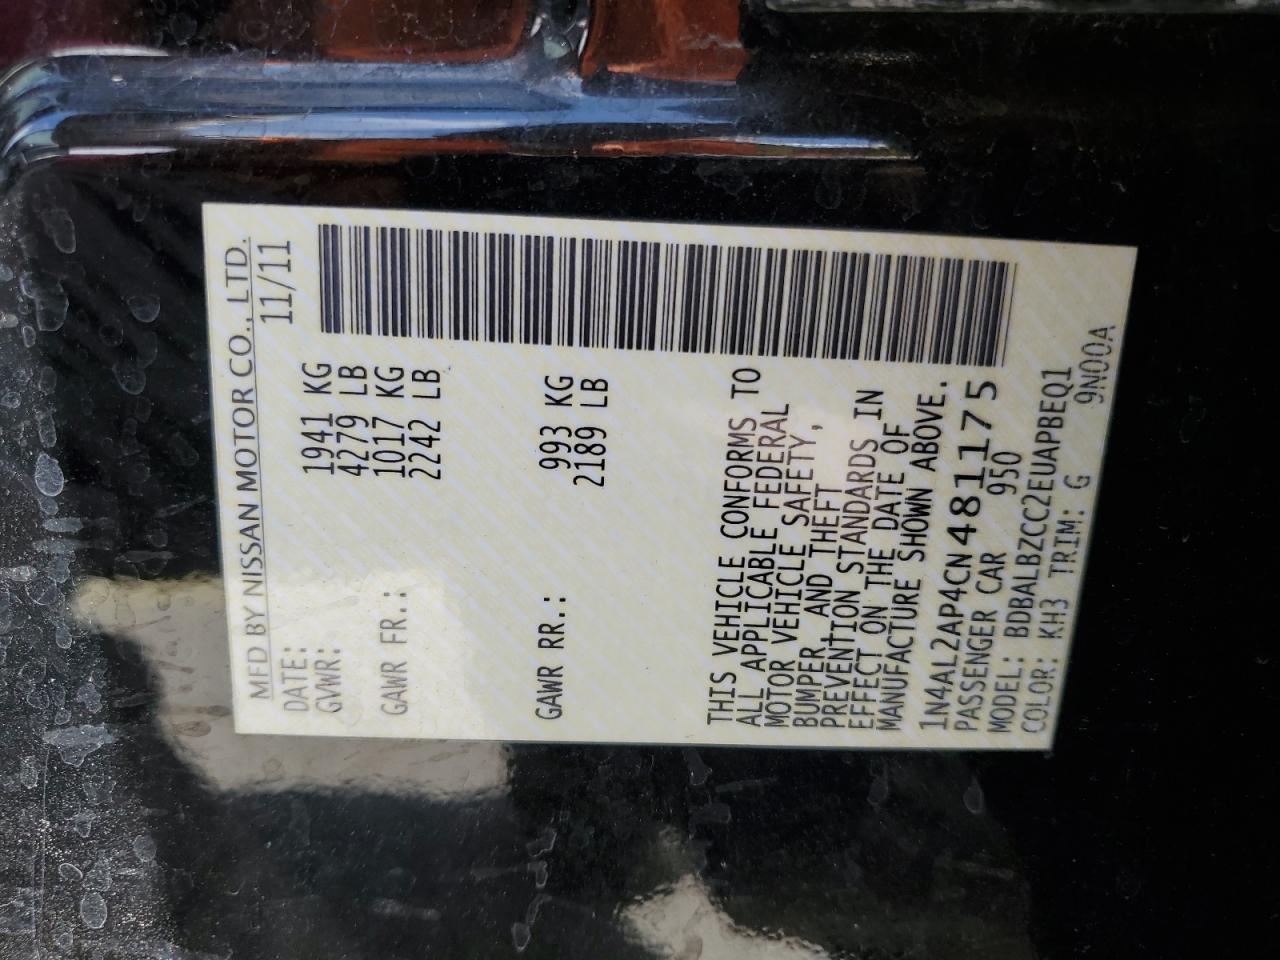 MFD BY NISSAN MOTOR CO., LTD.
DATE: 11/11
GVWR: 1941 KG
4279 LB
GAWR FR.: 1017 KG
2242 LB
GAWR RR.: 993 KG
2189 LB
THIS VEHICLE CONFORMS TO
ALL APPLICABLE FEDERAL
MOTOR VEHICLE SAFETY,
BUMPER, AND THEFT
PREVENTION STANDARDS IN
EFFECT ON THE DATE OF
MANUFACTURE SHOWN ABOVE.
1N4AL2AP4CN481175
PASSENGER CAR 950
MODEL: BDBALBZCC2EUAPBEQ1
COLOR: KH3 TRIM: G 9N00A